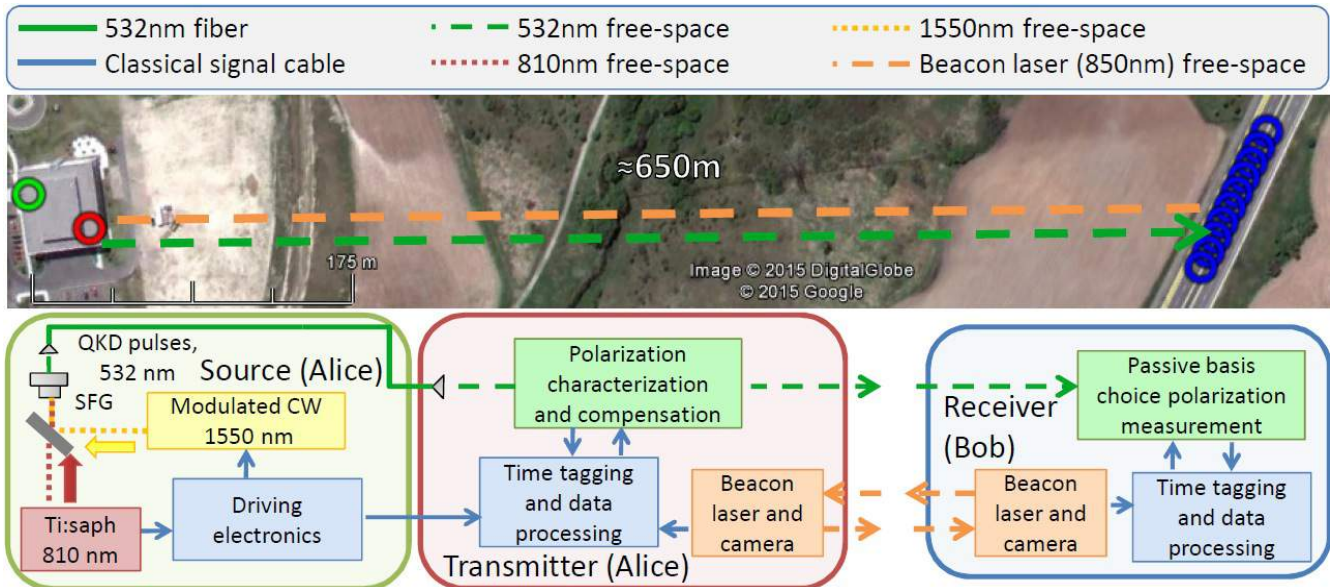 532nm fiber
532nm free-space
1550nm free-space
Classical signal cable
810nm free-space
Beacon laser (850nm) free-space
≈650m
175 m
Image © 2015 DigitalGlobe
© 2015 Google
QKD pulses,
532 nm
Source (Alice)
SFG
Modulated CW
1550 nm
Driving
electronics
Ti:saph
810 nm
Polarization
characterization
and compensation
Time tagging
and data
processing
Beacon
laser and
camera
Transmitter (Alice)
Receiver
(Bob)
Passive basis
choice polarization
measurement
Beacon
laser and
camera
Time tagging
and data
processing